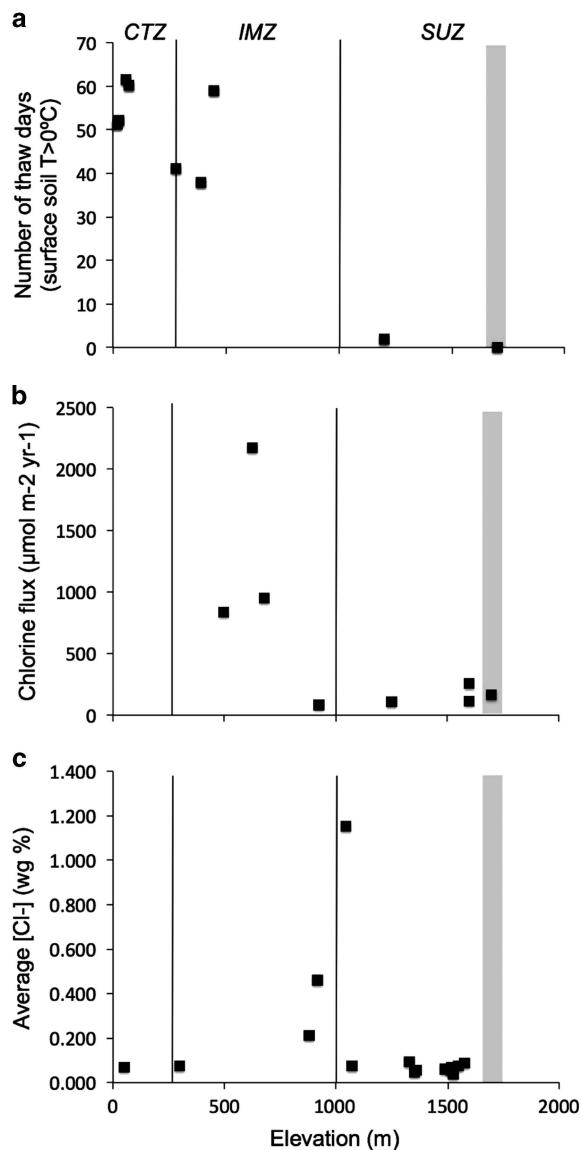 a
CTZ IMZ SUZ
Number of thaw days
(surface soil T>0ºC)
70
60
50
40
30
20
10
0
b
Chlorine flux (µmol m-2 yr-1)
2500
2000
1500
1000
500
0
c
Average [Cl-] (wg %)
1.400
1.200
1.000
0.800
0.600
0.400
0.200
0.000
0 500 1000 1500 2000
Elevation (m)